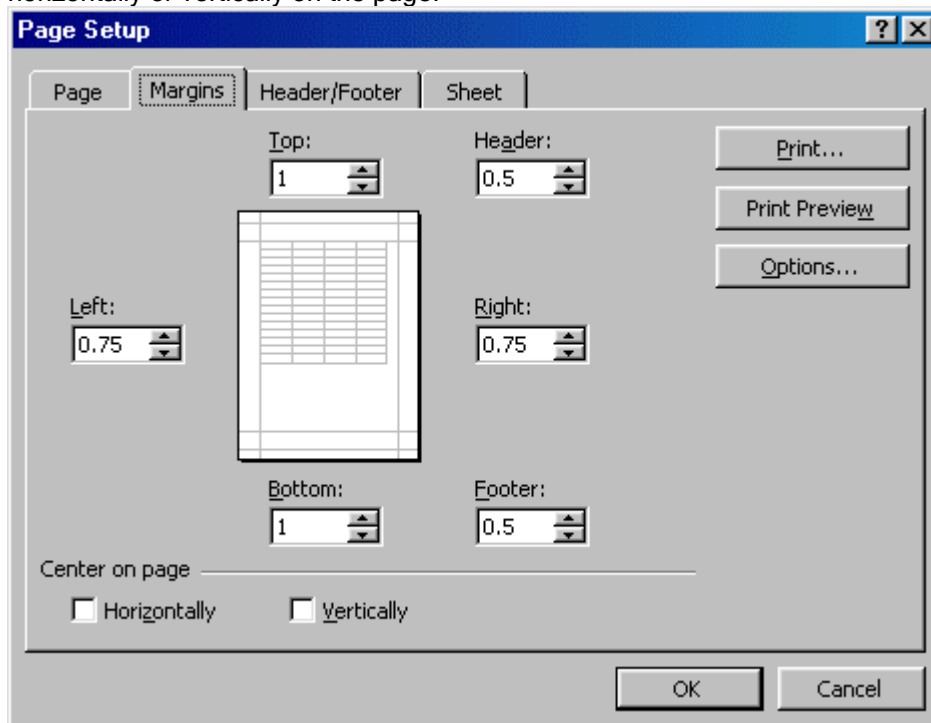 horizontally or vertically on the page.
Page Setup
Page Margins Header/Footer Sheet
Top: Header:
1 0.5
Print...
Print Preview
Options...
Left: Right:
0.75 0.75
Bottom: Footer:
1 0.5
Center on page
Horizontally Vertically
OK Cancel